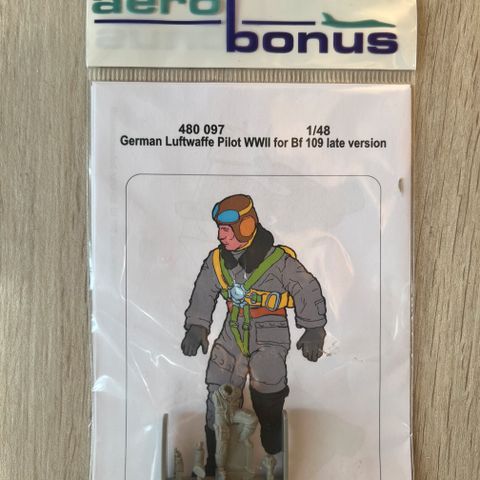 aero
bonus
480 097 1/48
German Luftwaffe Pilot WWII for Bf 109 late version